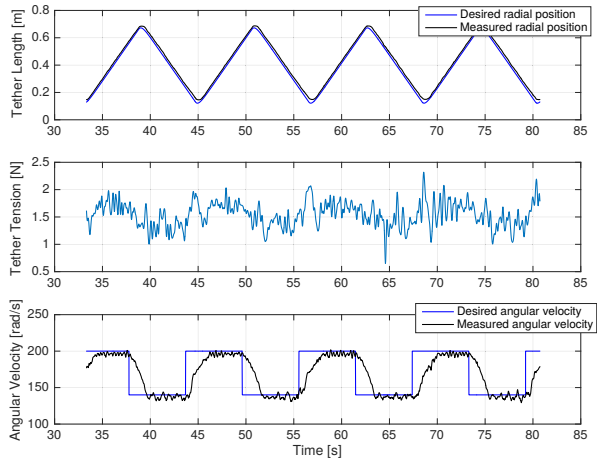 Tether Length [m]
0.8
0.6
0.4
0.2
0
Desired radial position
Measured radial position
30 35 40 45 50 55 60 65 70 75 80 85
Tether Tension [N]
2.5
2
1.5
1
0.5
30 35 40 45 50 55 60 65 70 75 80 85
Angular Velocity [rad/s]
250
200
150
100
Desired angular velocity
Measured angular velocity
30 35 40 45 50 55 60 65 70 75 80 85
Time [s]